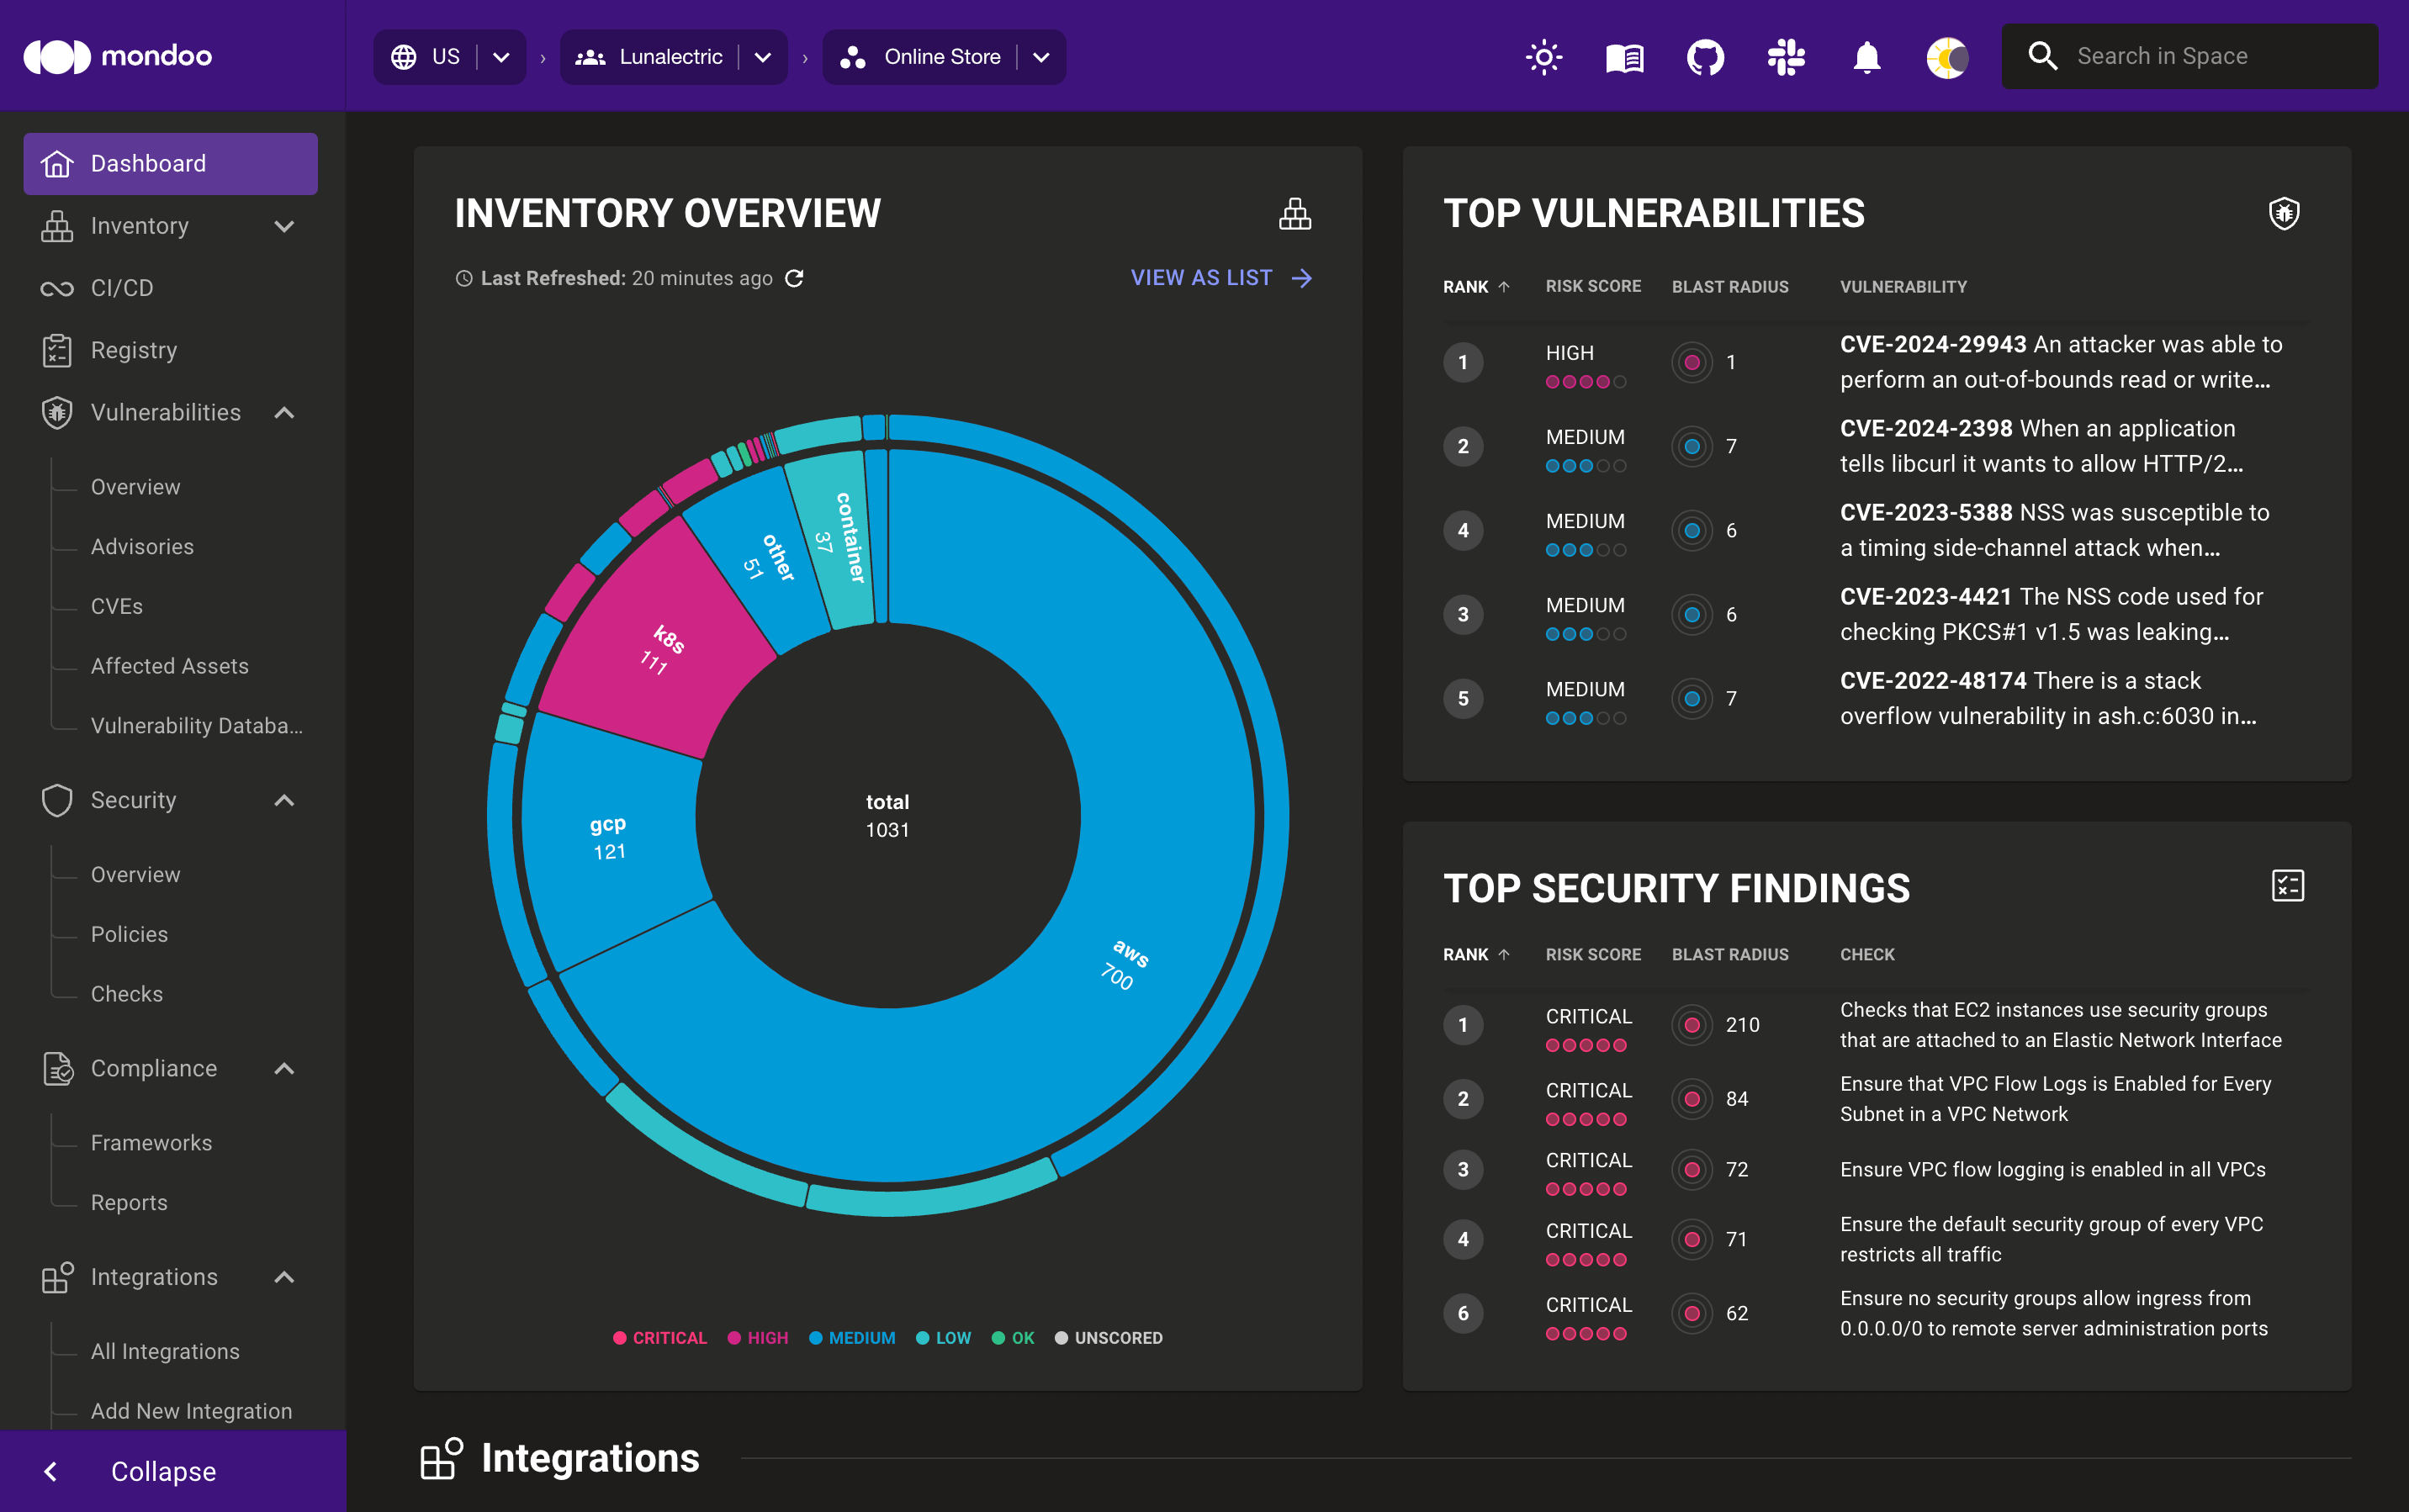 mondoo
US
Lunalectric
Online Store
Search in Space
Dashboard
Inventory
CI/CD
Registry
Vulnerabilities
Overview
Advisories
CVEs
Affected Assets
Vulnerability Databa...
Security
Overview
Policies
Checks
Compliance
Frameworks
Reports
Integrations
All Integrations
Add New Integration
Collapse
INVENTORY OVERVIEW
Last Refreshed: 20 minutes ago
VIEW AS LIST
container
37
other
51
k8s
111
gcp
121
total
1031
aws
700
CRITICAL HIGH MEDIUM LOW OK UNSCORED
TOP VULNERABILITIES
RANK RISK SCORE BLAST RADIUS VULNERABILITY
1 HIGH 1 CVE-2024-29943 An attacker was able to
perform an out-of-bounds read or write...
2 MEDIUM 7 CVE-2024-2398 When an application
tells libcurl it wants to allow HTTP/2...
4 MEDIUM 6 CVE-2023-5388 NSS was susceptible to
a timing side-channel attack when...
3 MEDIUM 6 CVE-2023-4421 The NSS code used for
checking PKCS#1 v1.5 was leaking...
5 MEDIUM 7 CVE-2022-48174 There is a stack
overflow vulnerability in ash.c:6030 in...
TOP SECURITY FINDINGS
RANK RISK SCORE BLAST RADIUS CHECK
1 CRITICAL 210 Checks that EC2 instances use security groups
that are attached to an Elastic Network Interface
2 CRITICAL 84 Ensure that VPC Flow Logs is Enabled for Every
Subnet in a VPC Network
3 CRITICAL 72 Ensure VPC flow logging is enabled in all VPCs
4 CRITICAL 71 Ensure the default security group of every VPC
restricts all traffic
6 CRITICAL 62 Ensure no security groups allow ingress from
0.0.0.0/0 to remote server administration ports
Integrations